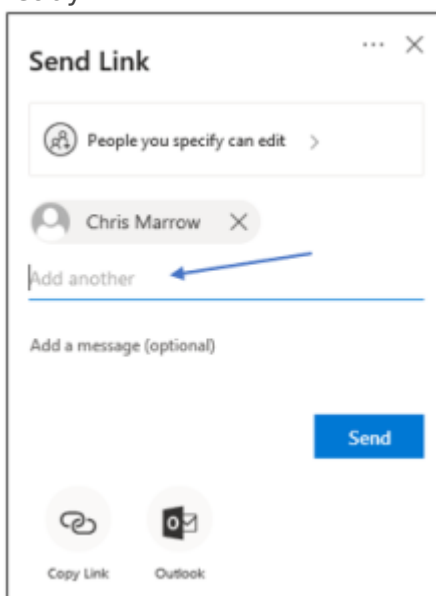 Send Link
People you specify can edit
Chris Marrow
Add another
Add a message (optional)
Send
Copy Link
Outlook